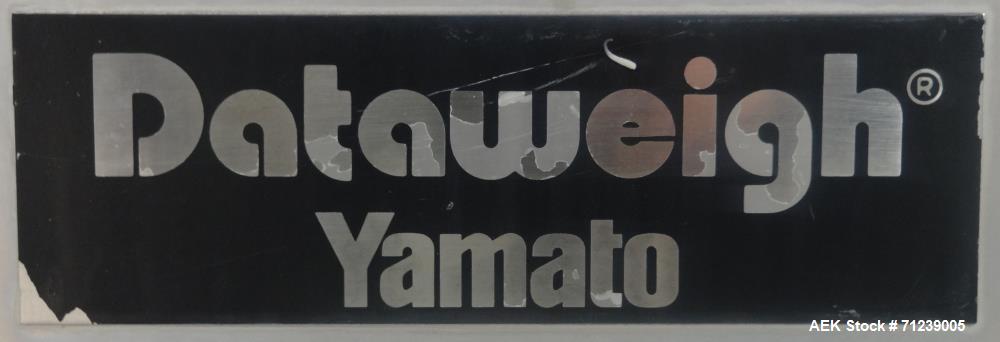 Dataweigh®
Yamato
AEK Stock # 71239005